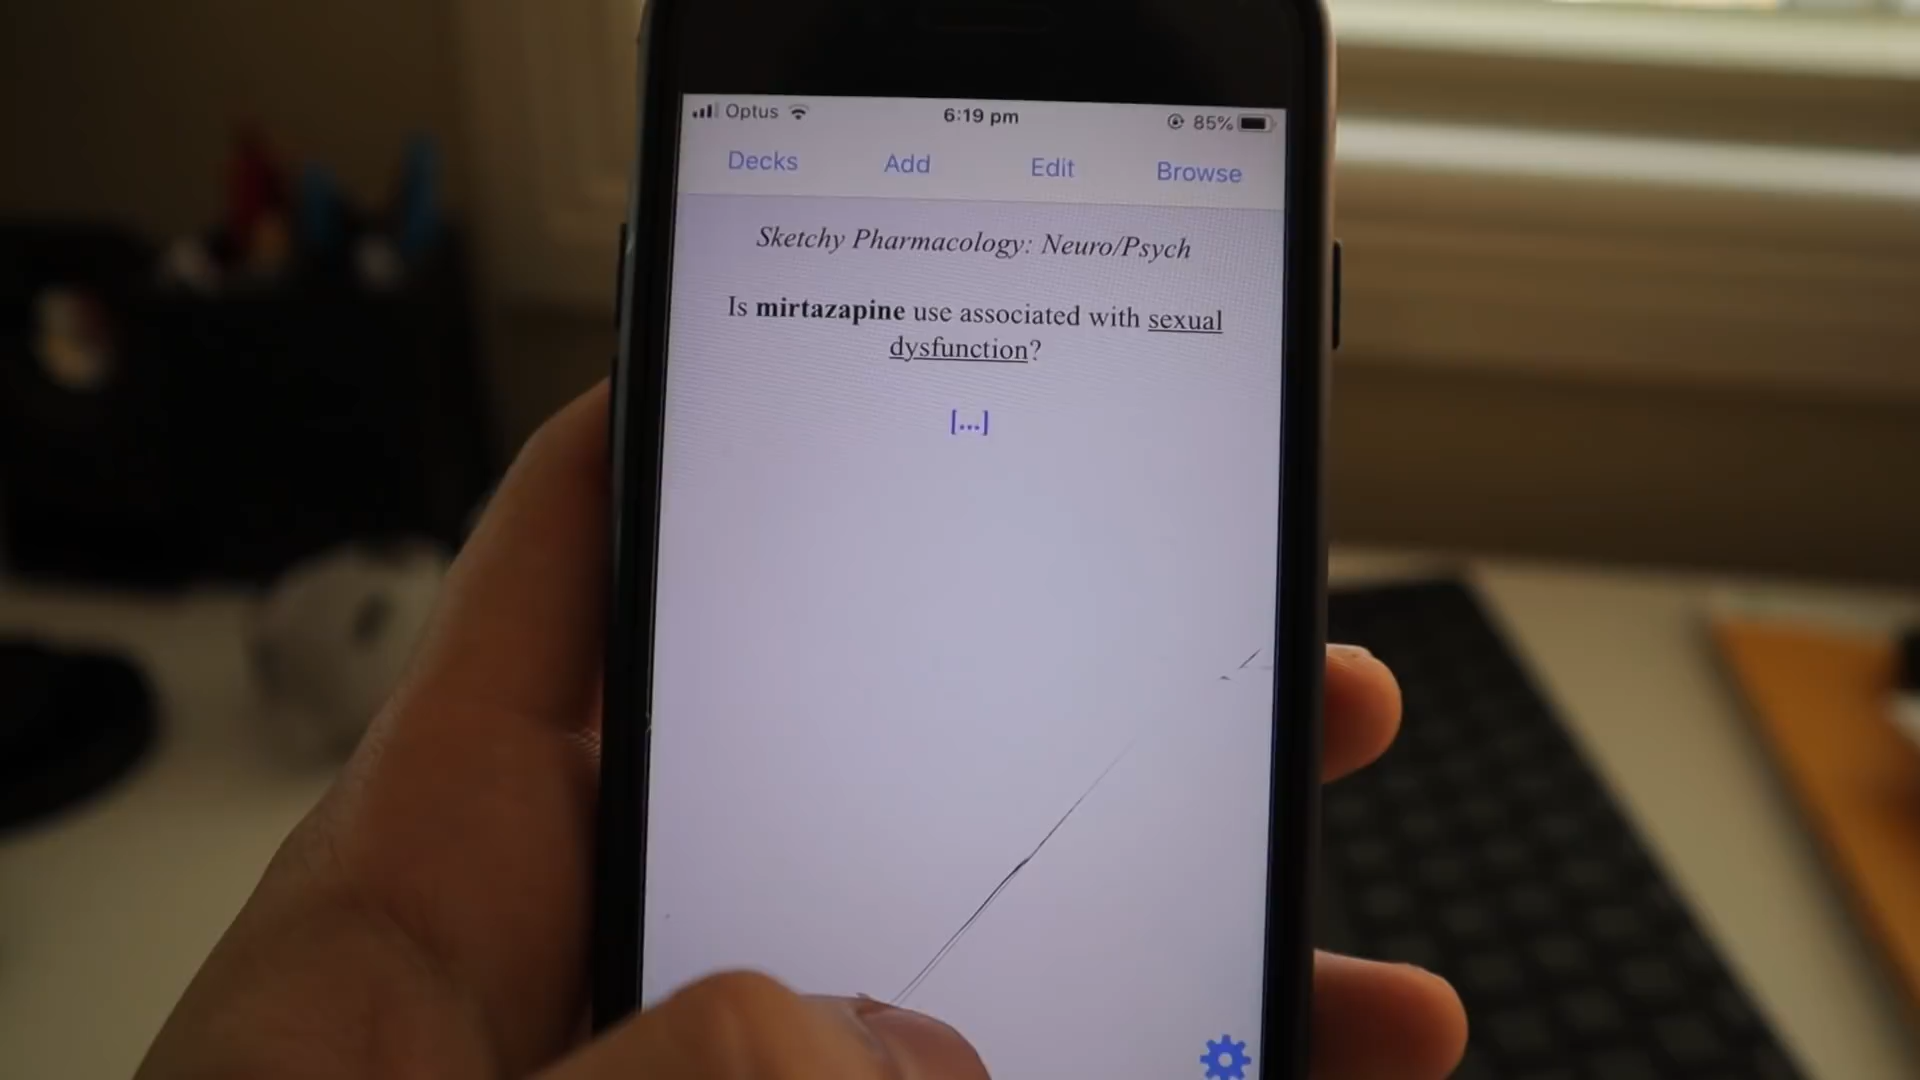 Optus 6:19 pm 85%
Decks Add Edit Browse
Sketchy Pharmacology: Neuro/Psych
Is mirtazapine use associated with sexual
dysfunction?
[...]